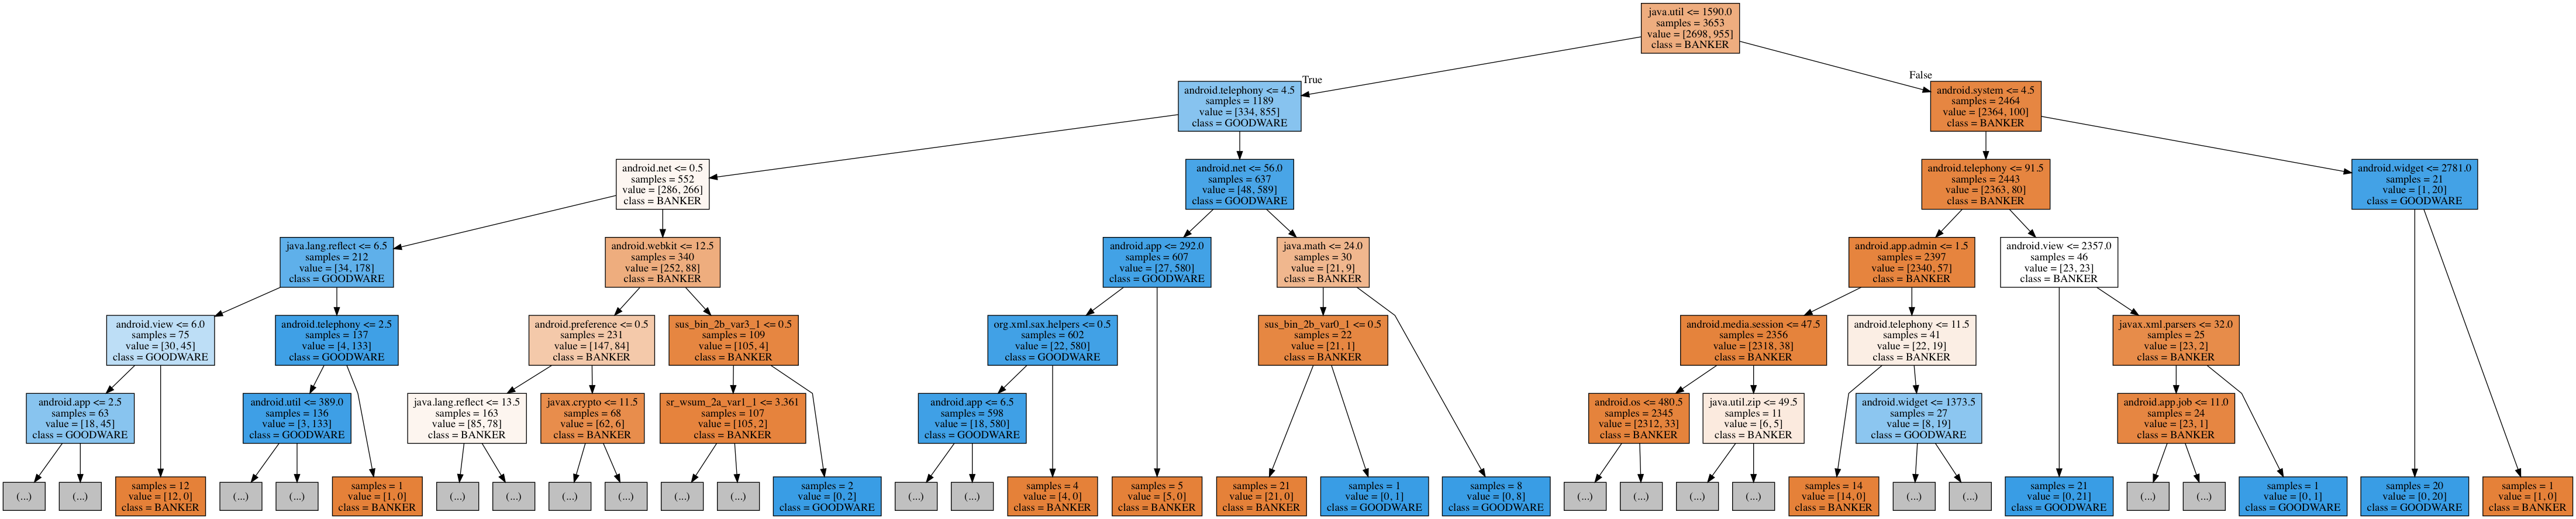 java.util <= 1590.0
samples = 3653
value = [2698, 955]
class = BANKER
True
False
android.telephony <= 4.5
samples = 1189
value = [334, 855]
class = GOODWARE
android.system <= 4.5
samples = 2464
value = [2364, 100]
class = BANKER
android.net <= 0.5
samples = 552
value = [286, 266]
class = BANKER
android.net <= 56.0
samples = 637
value = [48, 589]
class = GOODWARE
android.telephony <= 91.5
samples = 2443
value = [2363, 80]
class = BANKER
android.widget <= 2781.0
samples = 21
value = [1, 20]
class = GOODWARE
java.lang.reflect <= 6.5
samples = 212
value = [34, 178]
class = GOODWARE
android.webkit <= 12.5
samples = 340
value = [252, 88]
class = BANKER
android.app <= 292.0
samples = 607
value = [27, 580]
class = GOODWARE
java.math <= 24.0
samples = 30
value = [21, 9]
class = BANKER
android.app.admin <= 1.5
samples = 2397
value = [2340, 57]
class = BANKER
android.view <= 2357.0
samples = 46
value = [23, 23]
class = BANKER
android.view <= 6.0
samples = 75
value = [30, 45]
class = GOODWARE
android.telephony <= 2.5
samples = 137
value = [4, 133]
class = GOODWARE
android.preference <= 0.5
samples = 231
value = [147, 84]
class = BANKER
sus_bin_2b_var3_1 <= 0.5
samples = 109
value = [105, 4]
class = BANKER
org.xml.sax.helpers <= 0.5
samples = 602
value = [22, 580]
class = GOODWARE
sus_bin_2b_var0_1 <= 0.5
samples = 22
value = [21, 1]
class = BANKER
android.media.session <= 47.5
samples = 2356
value = [2318, 38]
class = BANKER
android.telephony <= 11.5
samples = 41
value = [22, 19]
class = BANKER
javax.xml.parsers <= 32.0
samples = 25
value = [23, 2]
class = BANKER
android.app <= 2.5
samples = 63
value = [18, 45]
class = GOODWARE
android.util <= 389.0
samples = 136
value = [3, 133]
class = GOODWARE
java.lang.reflect <= 13.5
samples = 163
value = [85, 78]
class = BANKER
javax.crypto <= 11.5
samples = 68
value = [62, 6]
class = BANKER
sr_wsum_2a_var1_1 <= 3.361
samples = 107
value = [105, 2]
class = BANKER
android.app <= 6.5
samples = 598
value = [18, 580]
class = GOODWARE
android.os <= 480.5
samples = 2345
value = [2312, 33]
class = BANKER
java.util.zip <= 49.5
samples = 11
value = [6, 5]
class = BANKER
android.widget <= 1373.5
samples = 27
value = [8, 19]
class = GOODWARE
android.app.job <= 11.0
samples = 24
value = [23, 1]
class = BANKER
(...)
(...)
samples = 12
value = [12, 0]
class = BANKER
(...)
(...)
samples = 1
value = [1, 0]
class = BANKER
(...)
(...)
(...)
(...)
(...)
(...)
samples = 2
value = [0, 2]
class = GOODWARE
(...)
(...)
samples = 4
value = [4, 0]
class = BANKER
samples = 5
value = [5, 0]
class = BANKER
samples = 21
value = [21, 0]
class = BANKER
samples = 1
value = [0, 1]
class = GOODWARE
samples = 8
value = [0, 8]
class = GOODWARE
(...)
(...)
(...)
(...)
samples = 14
value = [14, 0]
class = BANKER
(...)
(...)
samples = 21
value = [0, 21]
class = GOODWARE
(...)
(...)
samples = 1
value = [0, 1]
class = GOODWARE
samples = 20
value = [0, 20]
class = GOODWARE
samples = 1
value = [1, 0]
class = BANKER